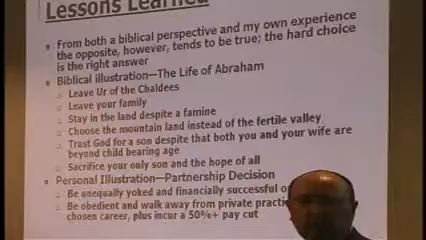 Lessons Learned
From both a biblical perspective and my own experience
the opposite, however, tends to be true; the hard choice
is the right answer
Biblical illustration—The Life of Abraham
Leave Ur of the Chaldees
Leave your family
Stay in the land despite a famine
Choose the mountain land instead of the fertile valley
Trust God for a son despite that both you and your wife are
beyond child bearing age
Sacrifice your only son and the hope of all
Personal Illustration—Partnership Decision
Be unequally yoked and financially successful
Be obedient and walk away from private
chosen career, plus incur a 50%+ pay cut